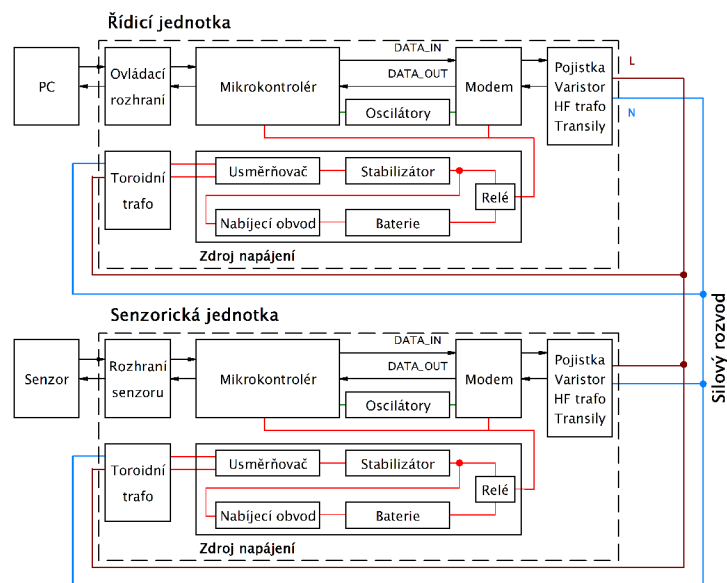 Řídicí jednotka
PC
Ovládací
rozhraní
Mikrokontrolér
DATA_IN
DATA_OUT
Oscilátory
Modem
Pojistka
Varistor
HF trafo
Transily
L
N
Toroidní
trafo
Usměrňovač
Stabilizátor
Relé
Nabíjecí obvod
Baterie
Zdroj napájení
Silový rozvod
Senzorická jednotka
Senzor
Rozhraní
senzoru
Mikrokontrolér
DATA_IN
DATA_OUT
Oscilátory
Modem
Pojistka
Varistor
HF trafo
Transily
Toroidní
trafo
Usměrňovač
Stabilizátor
Relé
Nabíjecí obvod
Baterie
Zdroj napájení